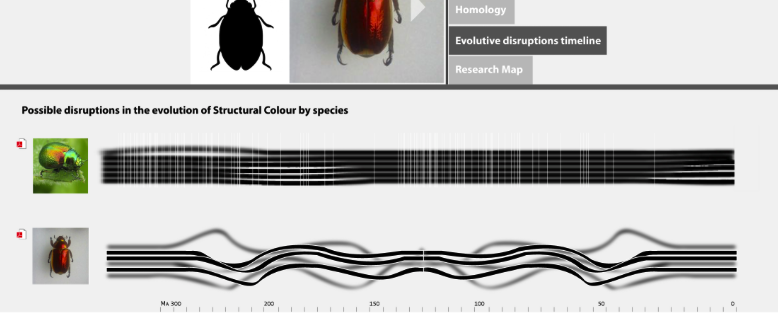 Homology
Evolutive disruptions timeline
Research Map
Possible disruptions in the evolution of Structural Colour by species
MA 300 200 150 100 50 0